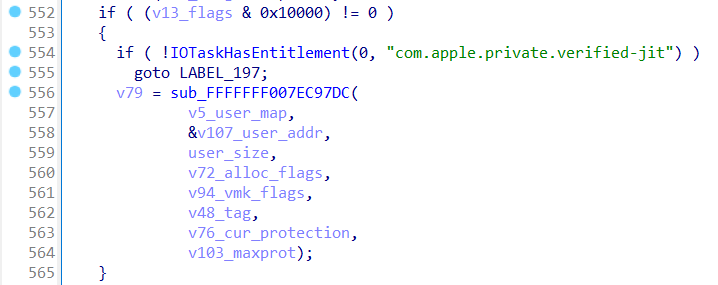 552 if ( (v13_flags & 0x10000) != 0 )
553 {
554 if ( !IOTaskHasEntitlement(0, "com.apple.private.verified-jit") )
555 goto LABEL_197;
556 v79 = sub_FFFFFFF007EC97DC(
557 v5_user_map,
558 &v107_user_addr,
559 user_size,
560 v72_alloc_flags,
561 v94_vmk_flags,
562 v48_tag,
563 v76_cur_protection,
564 v103_maxprot);
565 }